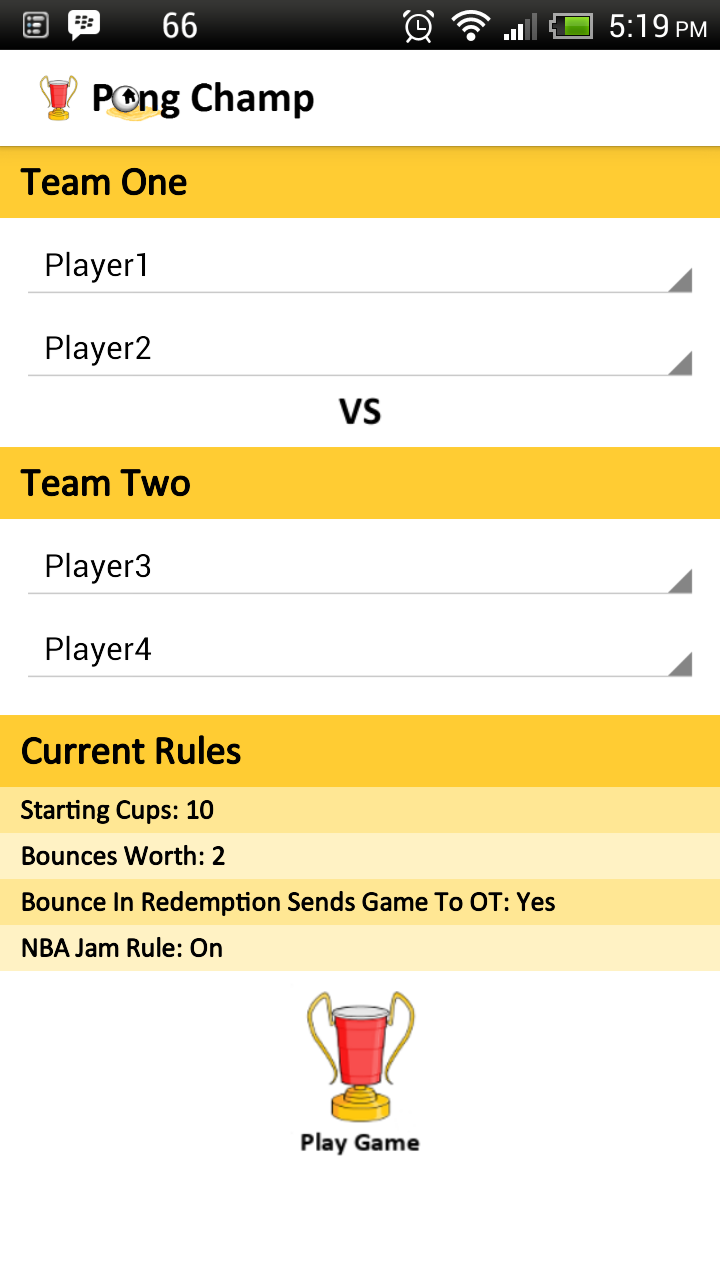 66 5:19 PM
Pong Champ
Team One
Player1
Player2
VS
Team Two
Player3
Player4
Current Rules
Starting Cups: 10
Bounces Worth: 2
Bounce In Redemption Sends Game To OT: Yes
NBA Jam Rule: On
Play Game